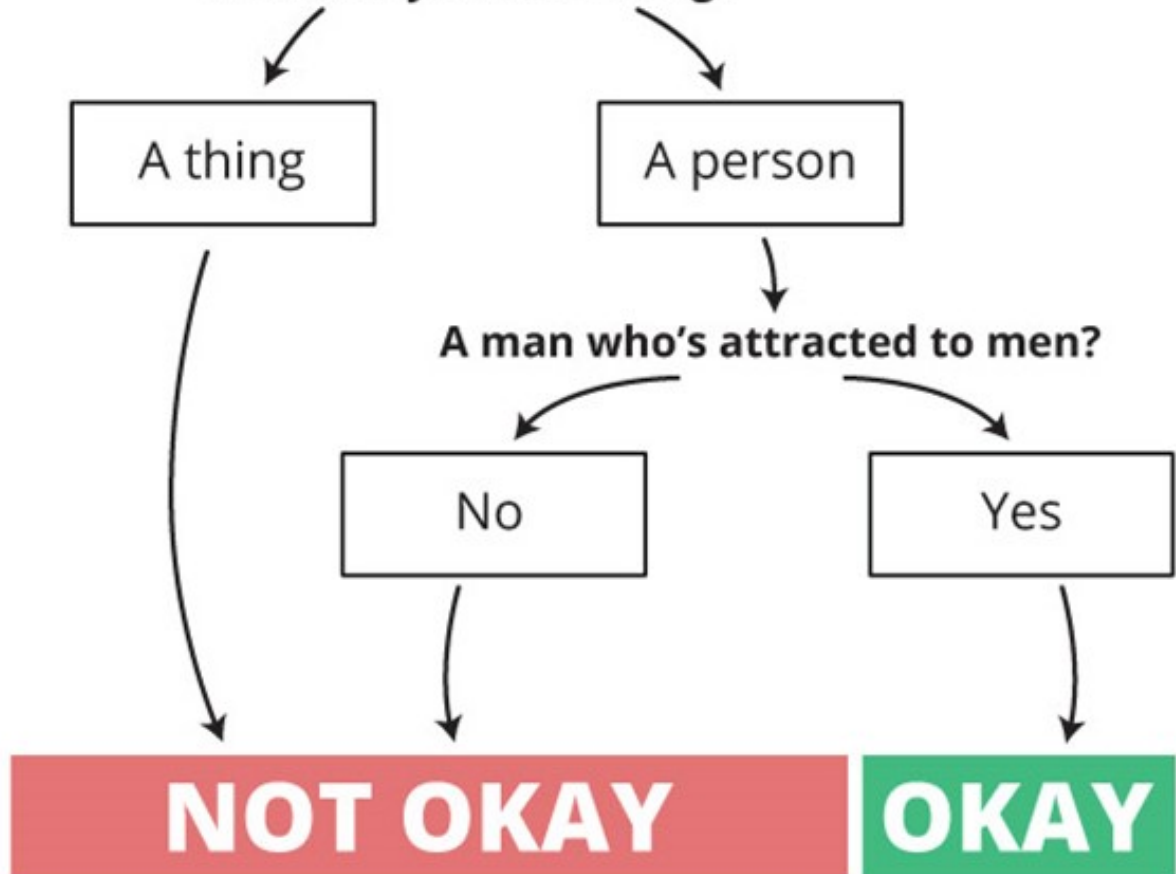 A thing
A person
A man who's attracted to men?
No
Yes
NOT OKAY
OKAY